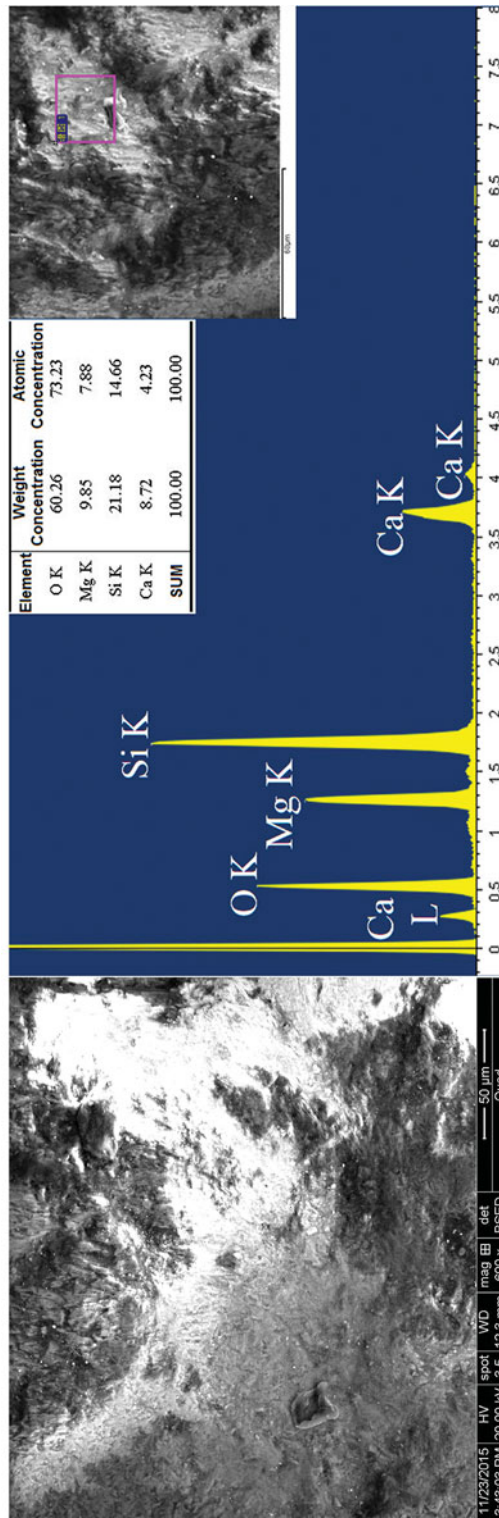 11/23/2015 HV spot WD mag ⊞ det 50 µm
Ca
L
O K
Mg K
Si K
Ca K
Ca K
0 0.5 1 1.5 2 2.5 3 3.5 4 4.5 5 5.5 6 6.5 7 7.5 8
Element Weight Concentration Atomic Concentration
O K 60.26 73.23
Mg K 9.85 7.88
Si K 21.18 14.66
Ca K 8.72 4.23
SUM 100.00 100.00
60µm